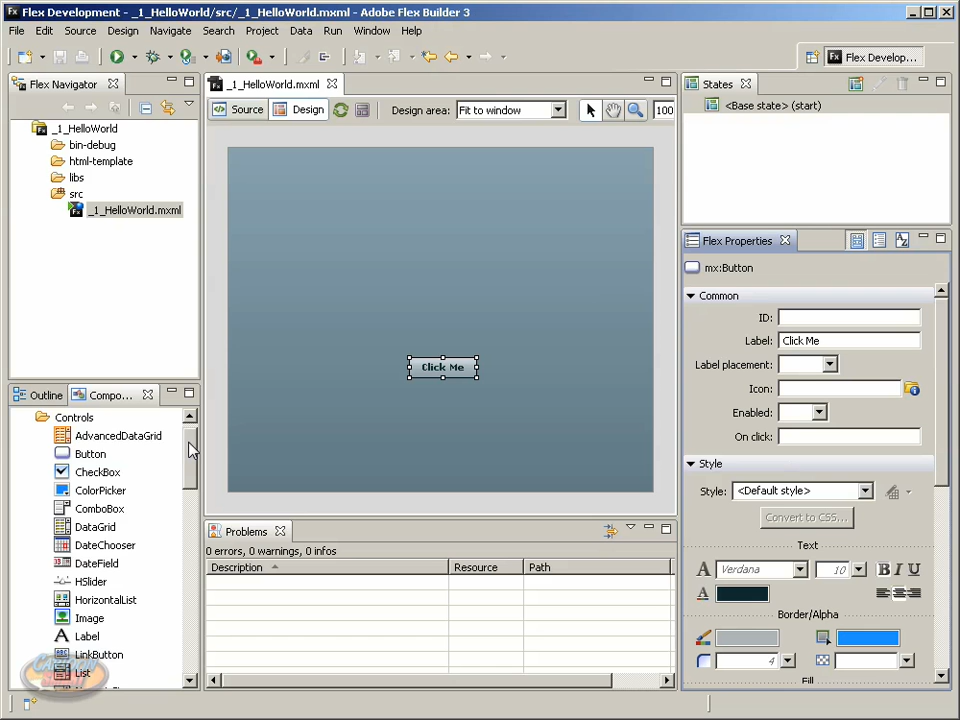 Flex Development - _1_HelloWorld/src/_1_HelloWorld.mxml - Adobe Flex Builder 3
File Edit Source Design Navigate Search Project Data Run Window Help
Flex Develop...
Flex Navigator
_1_HelloWorld.mxml
States
Source Design Design area: Fit to window 100
<Base state> (start)
_1_HelloWorld
bin-debug
html-template
libs
src
_1_HelloWorld.mxml
Click Me
Flex Properties
mx:Button
Common
ID:
Label: Click Me
Label placement:
Icon:
Enabled:
On click:
Style
Style: <Default style>
Convert to CSS...
Text
Verdana 10 B I U
Border/Alpha
4
Fill
Outline Compo...
Controls
AdvancedDataGrid
Button
CheckBox
ColorPicker
ComboBox
DataGrid
DateChooser
DateField
HSlider
HorizontalList
Image
Label
LinkButton
List
Problems
0 errors, 0 warnings, 0 infos
Description Resource Path